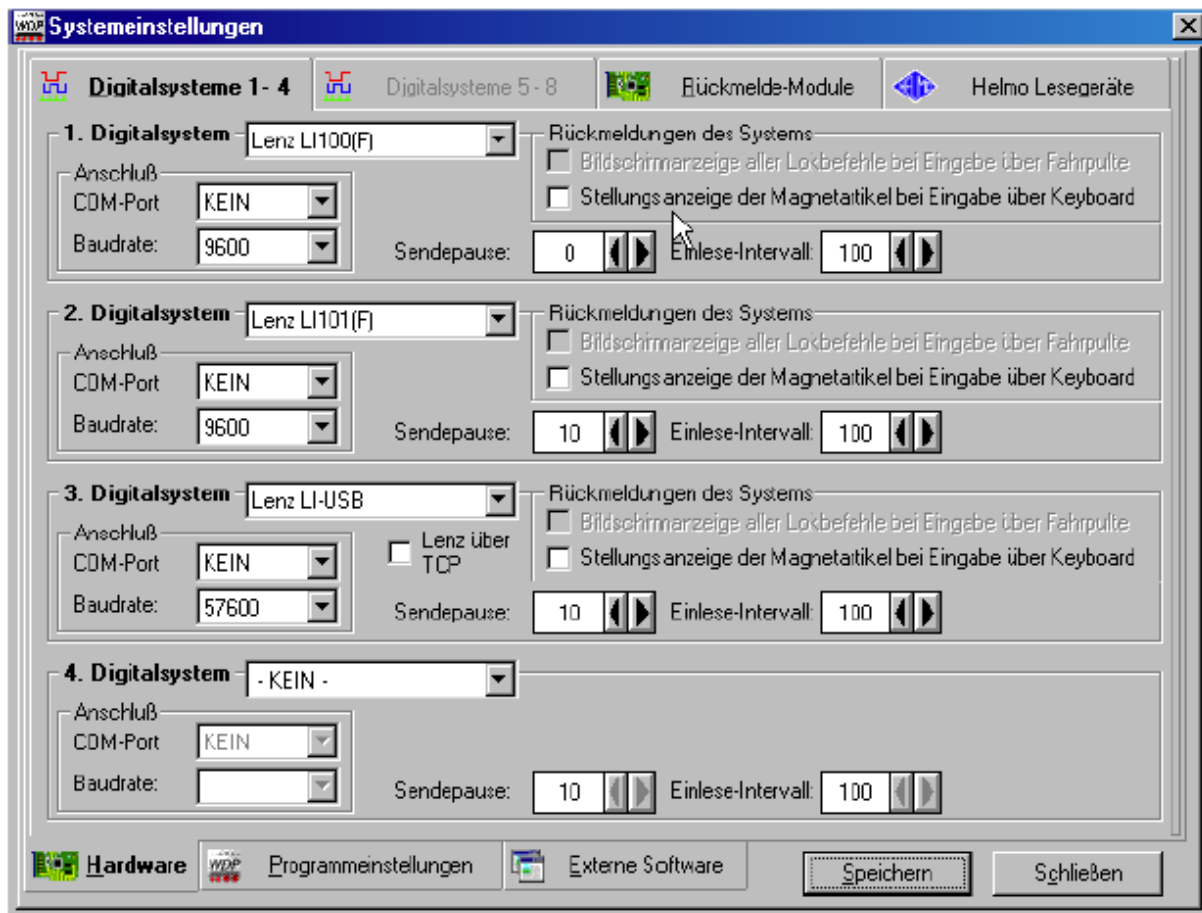 WDP Systemeinstellungen
Digitalsysteme 1 - 4 Digitalsysteme 5 - 8 Rückmelde-Module Helmo Lesegeräte
1. Digitalsystem Lenz LI100(F) Rückmeldungen des Systems
Bildschirmanzeige aller Lokbefehle bei Eingabe über Fahrpulte
Anschluß
COM-Port KEIN Stellungsanzeige der Magnetartikel bei Eingabe über Keyboard
Baudrate: 9600 Sendepause: 0 Einlese-Intervall: 100
2. Digitalsystem Lenz LI101(F) Rückmeldungen des Systems
Bildschirmanzeige aller Lokbefehle bei Eingabe über Fahrpulte
Anschluß
COM-Port KEIN Stellungsanzeige der Magnetartikel bei Eingabe über Keyboard
Baudrate: 9600 Sendepause: 10 Einlese-Intervall: 100
3. Digitalsystem Lenz LI-USB Rückmeldungen des Systems
Bildschirmanzeige aller Lokbefehle bei Eingabe über Fahrpulte
Anschluß
Lenz über
TCP
COM-Port KEIN Stellungsanzeige der Magnetartikel bei Eingabe über Keyboard
Baudrate: 57600 Sendepause: 10 Einlese-Intervall: 100
4. Digitalsystem - KEIN -
Anschluß
COM-Port KEIN
Baudrate: Sendepause: 10 Einlese-Intervall: 100
Hardware WDP Programmeinstellungen Externe Software Speichern Schließen